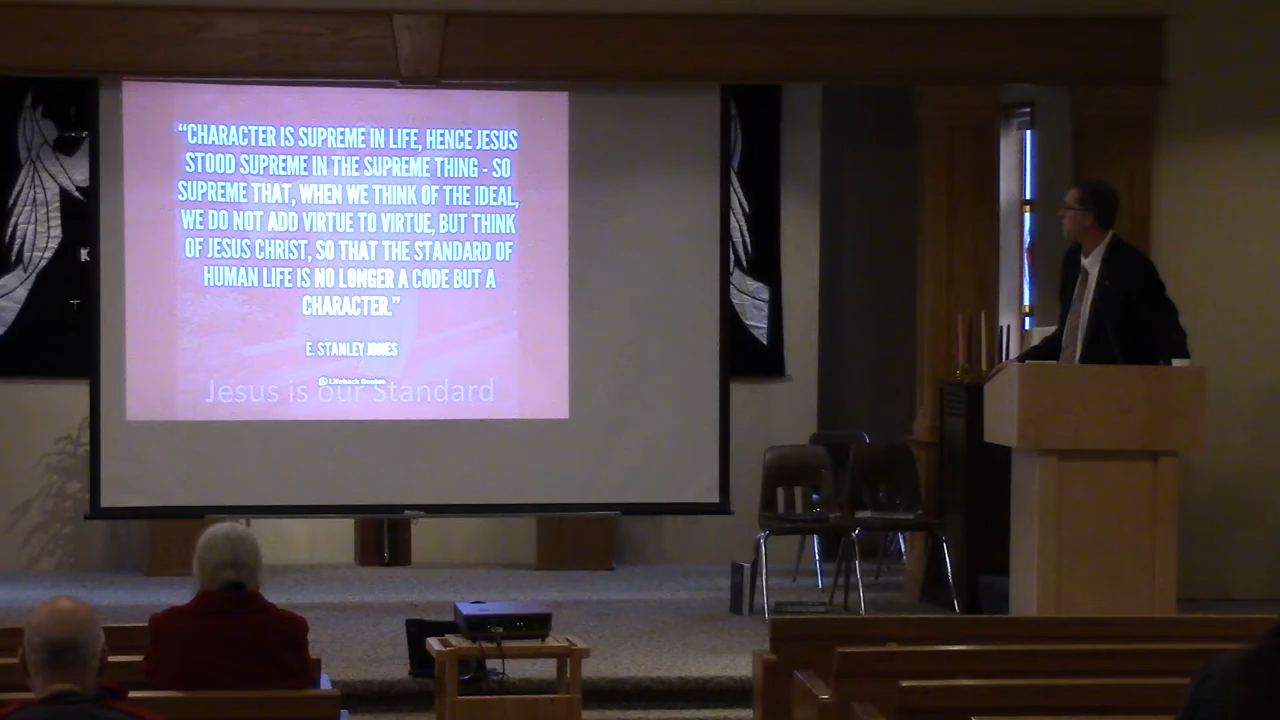 “CHARACTER IS SUPREME IN LIFE, HENCE JESUS
STOOD SUPREME IN THE SUPREME THING - SO
SUPREME THAT, WHEN WE THINK OF THE IDEAL,
WE DO NOT ADD VIRTUE TO VIRTUE, BUT THINK
OF JESUS CHRIST, SO THAT THE STANDARD OF
HUMAN LIFE IS NO LONGER A CODE BUT A
CHARACTER.”
E. STANLEY JONES
Lifehack Quotes
Jesus is our Standard
K